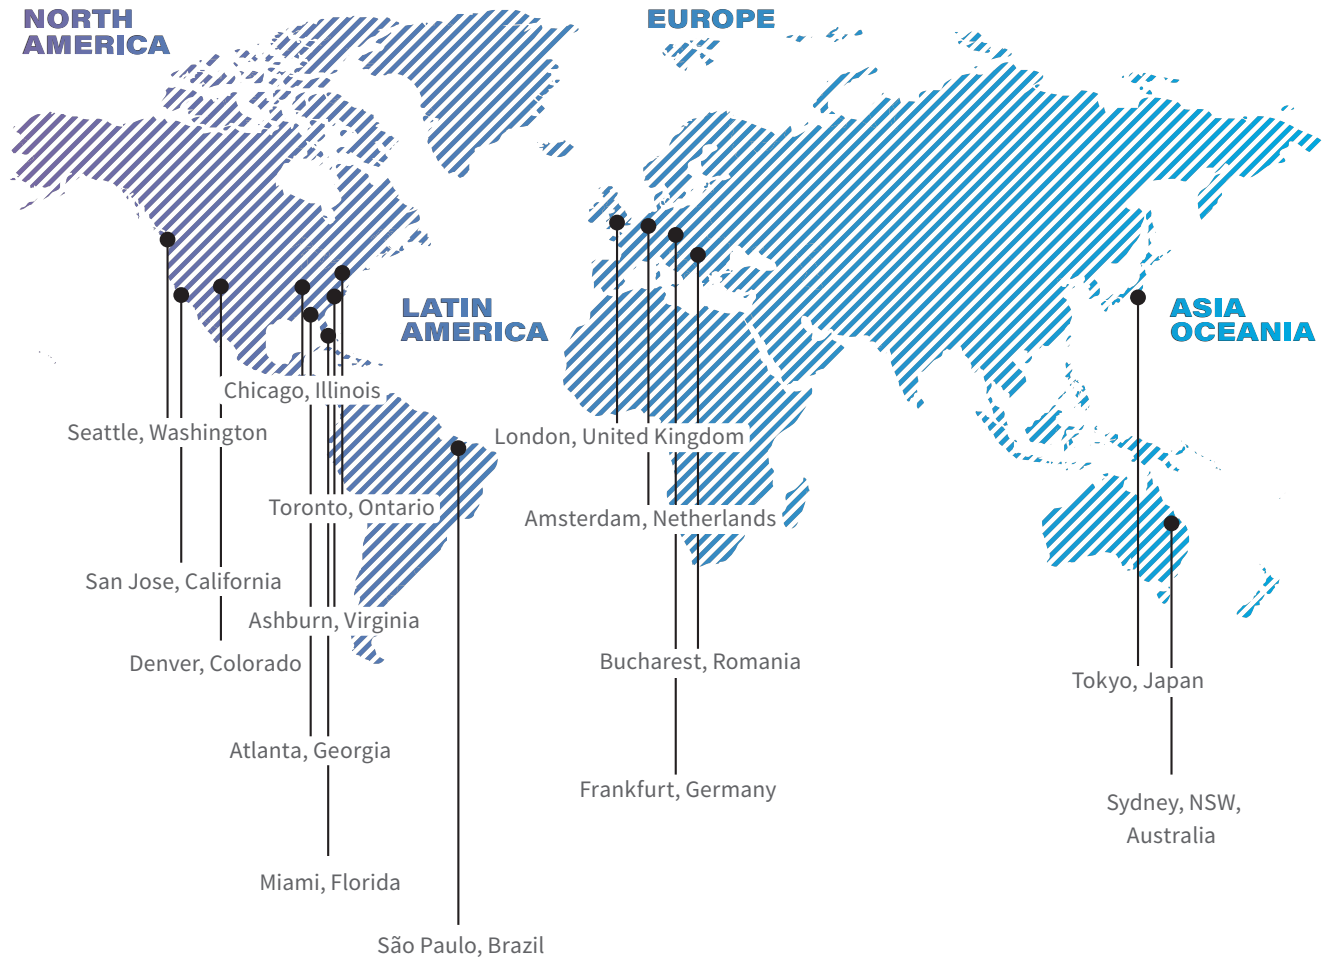 NORTH
AMERICA
EUROPE
LATIN
AMERICA
ASIA
OCEANIA
Chicago, Illinois
Seattle, Washington
London, United Kingdom
Toronto, Ontario
Amsterdam, Netherlands
San Jose, California
Ashburn, Virginia
Denver, Colorado
Bucharest, Romania
Tokyo, Japan
Atlanta, Georgia
Frankfurt, Germany
Sydney, NSW,
Australia
Miami, Florida
São Paulo, Brazil